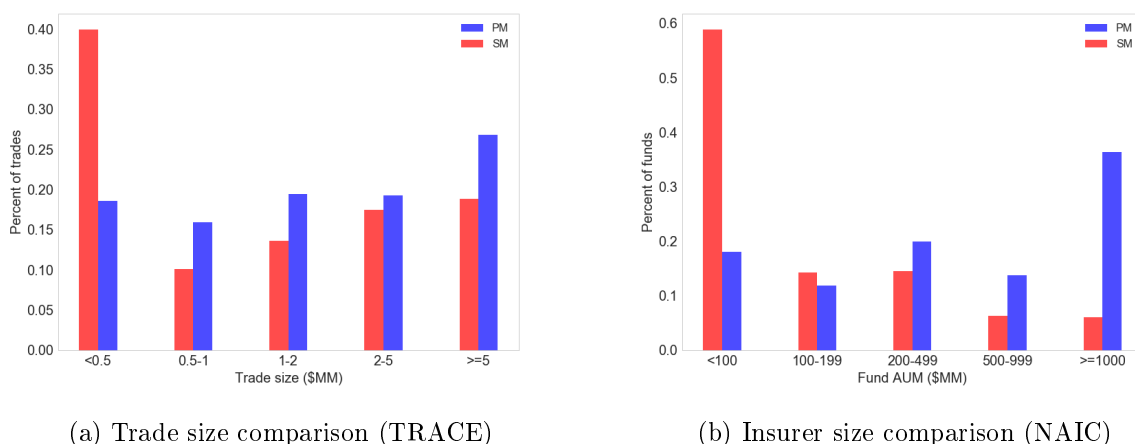 PM
SM
0.40
0.35
0.30
0.25
0.20
0.15
0.10
0.05
0.00
Percent of trades
<0.5 0.5-1 1-2 2-5 >=5
Trade size ($MM)
(a) Trade size comparison (TRACE)
PM
SM
0.6
0.5
0.4
0.3
0.2
0.1
0.0
Percent of funds
<100 100-199 200-499 500-999 >=1000
Fund AUM ($MM)
(b) Insurer size comparison (NAIC)